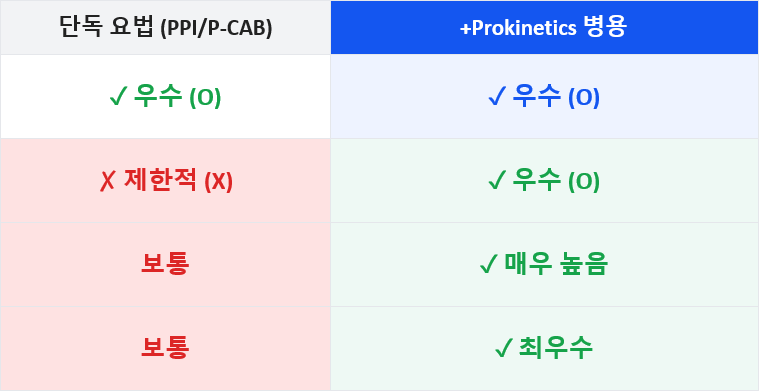 단독 요법 (PPI/P-CAB) +Prokinetics 병용
✓ 우수 (O) ✓ 우수 (O)
✗ 제한적 (X) ✓ 우수 (O)
보통 ✓ 매우 높음
보통 ✓ 최우수